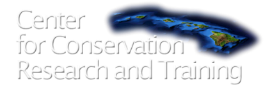 Center
for Conservation
Research and Training